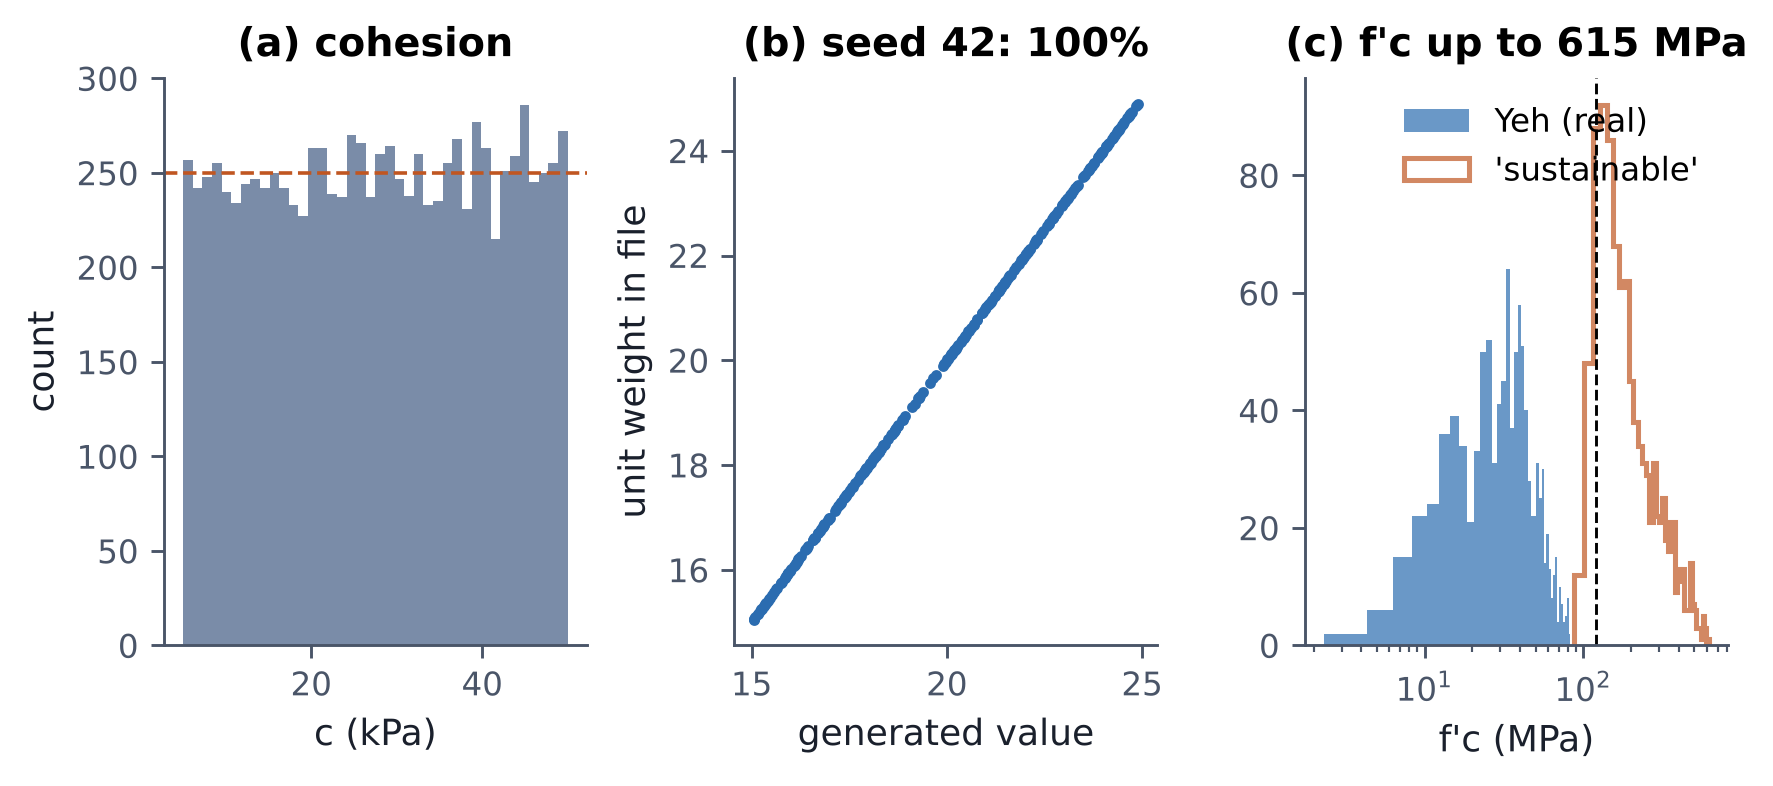 (a) cohesion
300
250
200
150
100
50
0
count
20 40
c (kPa)
(b) seed 42: 100%
24
22
20
18
16
unit weight in file
15 20 25
generated value
(c) f'c up to 615 MPa
Yeh (real)
'sustainable'
80
60
40
20
0
10¹ 10²
f'c (MPa)